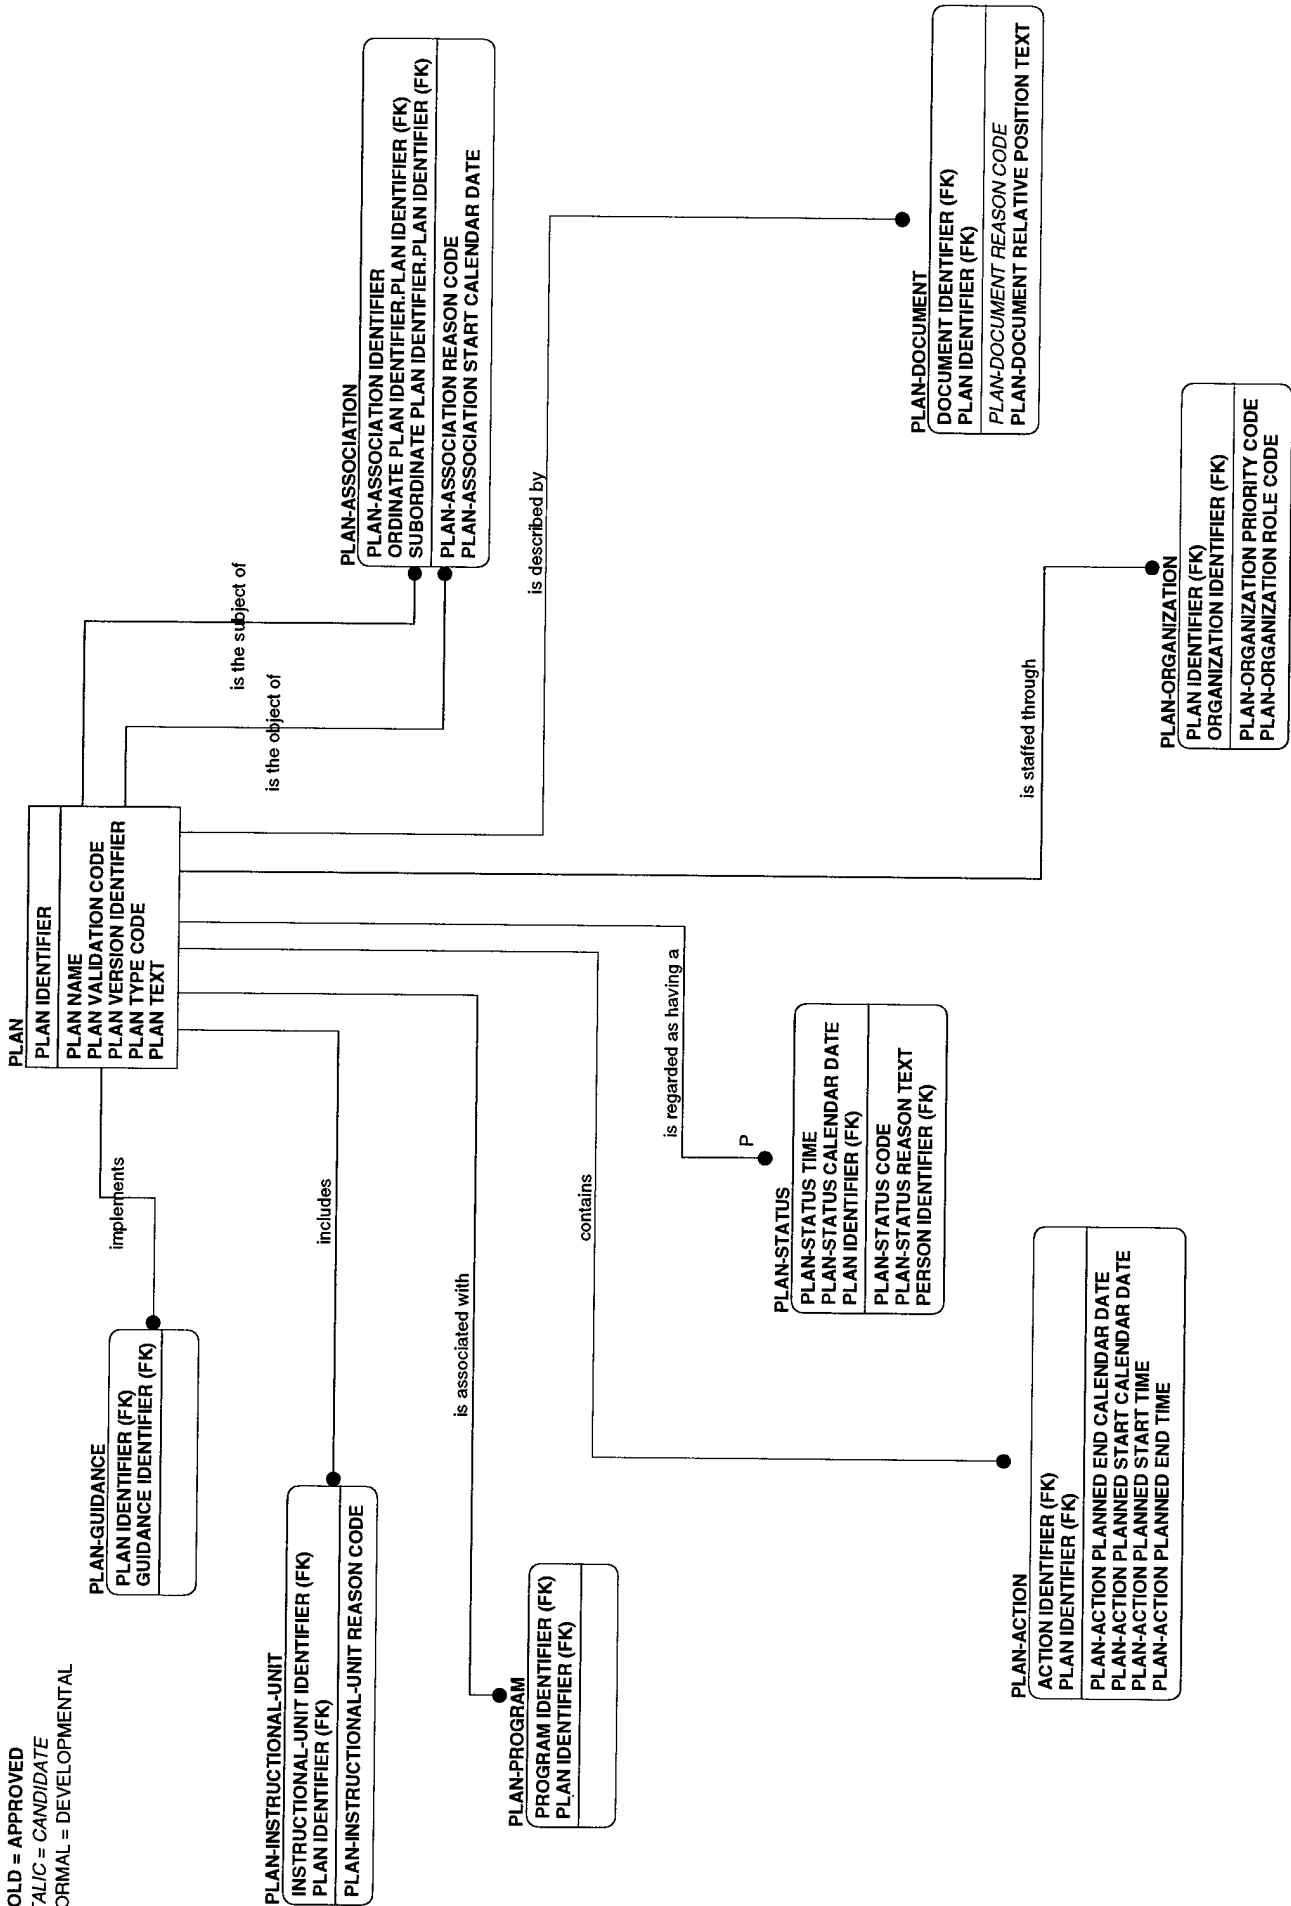 OLD = APPROVED
TALIC = CANDIDATE
ORMAL = DEVELOPMENTAL
PLAN
PLAN IDENTIFIER
PLAN NAME
PLAN VALIDATION CODE
PLAN VERSION IDENTIFIER
PLAN TYPE CODE
PLAN TEXT
implements
PLAN-GUIDANCE
PLAN IDENTIFIER (FK)
GUIDANCE IDENTIFIER (FK)
includes
PLAN-INSTRUCTIONAL-UNIT
INSTRUCTIONAL-UNIT IDENTIFIER (FK)
PLAN IDENTIFIER (FK)
PLAN-INSTRUCTIONAL-UNIT REASON CODE
is associated with
PLAN-PROGRAM
PROGRAM IDENTIFIER (FK)
PLAN IDENTIFIER (FK)
contains
PLAN-ACTION
ACTION IDENTIFIER (FK)
PLAN IDENTIFIER (FK)
PLAN-ACTION PLANNED END CALENDAR DATE
PLAN-ACTION PLANNED START CALENDAR DATE
PLAN-ACTION PLANNED START TIME
PLAN-ACTION PLANNED END TIME
is regarded as having a
P
PLAN-STATUS
PLAN-STATUS TIME
PLAN-STATUS CALENDAR DATE
PLAN IDENTIFIER (FK)
PLAN-STATUS CODE
PLAN-STATUS REASON TEXT
PERSON IDENTIFIER (FK)
is the subject of
is the object of
PLAN-ASSOCIATION
PLAN-ASSOCIATION IDENTIFIER
ORDINATE PLAN IDENTIFIER.PLAN IDENTIFIER (FK)
SUBORDINATE PLAN IDENTIFIER.PLAN IDENTIFIER (FK)
PLAN-ASSOCIATION REASON CODE
PLAN-ASSOCIATION START CALENDAR DATE
is described by
PLAN-DOCUMENT
DOCUMENT IDENTIFIER (FK)
PLAN IDENTIFIER (FK)
PLAN-DOCUMENT REASON CODE
PLAN-DOCUMENT RELATIVE POSITION TEXT
is staffed through
PLAN-ORGANIZATION
PLAN IDENTIFIER (FK)
ORGANIZATION IDENTIFIER (FK)
PLAN-ORGANIZATION PRIORITY CODE
PLAN-ORGANIZATION ROLE CODE